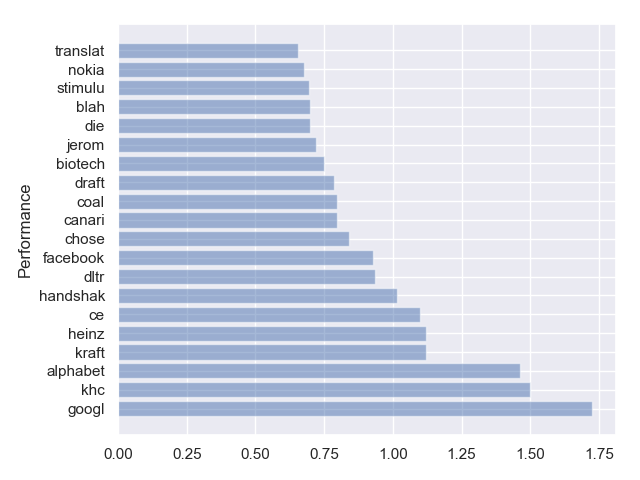 translat
nokia
stimulu
blah
die
jerom
biotech
draft
coal
canari
chose
facebook
dltr
handshak
ce
heinz
kraft
alphabet
khc
googl
Performance
0.00 0.25 0.50 0.75 1.00 1.25 1.50 1.75